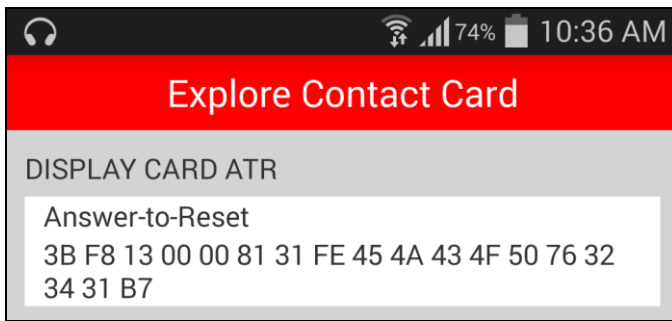 74% 10:36 AM
Explore Contact Card
DISPLAY CARD ATR
Answer-to-Reset
3B F8 13 00 00 81 31 FE 45 4A 43 4F 50 76 32
34 31 B7